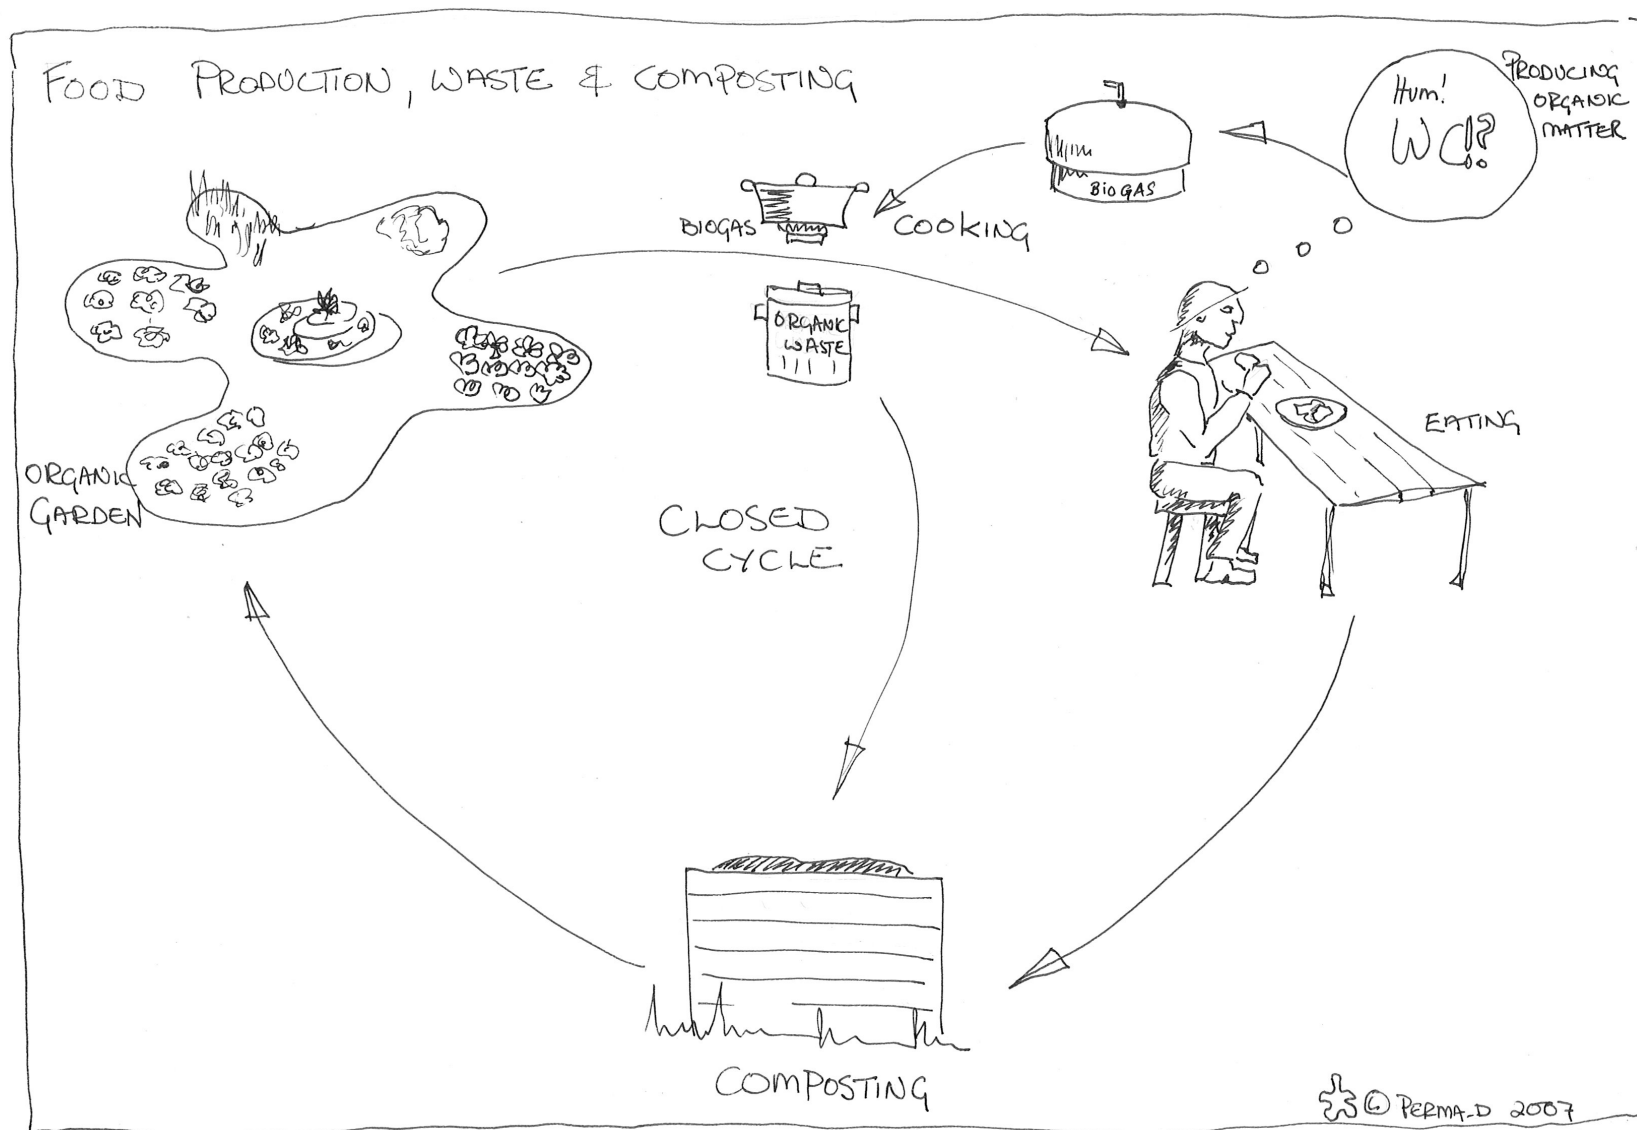 FOOD PRODUCTION, WASTE & COMPOSTING
PRODUCING
ORGANIC
MATTER
Hum!
WC!?
BIOGAS
BIOGAS
COOKING
ORGANIC
WASTE
EATING
ORGANIC
GARDEN
CLOSED
CYCLE
COMPOSTING
© PERMA-D 2007